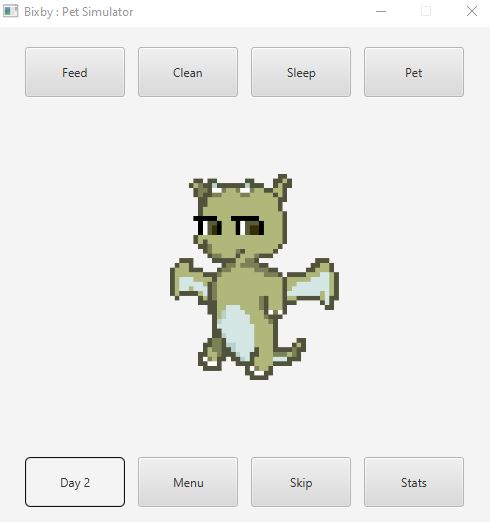 Bixby : Pet Simulator
Feed
Clean
Sleep
Pet
Day 2
Menu
Skip
Stats